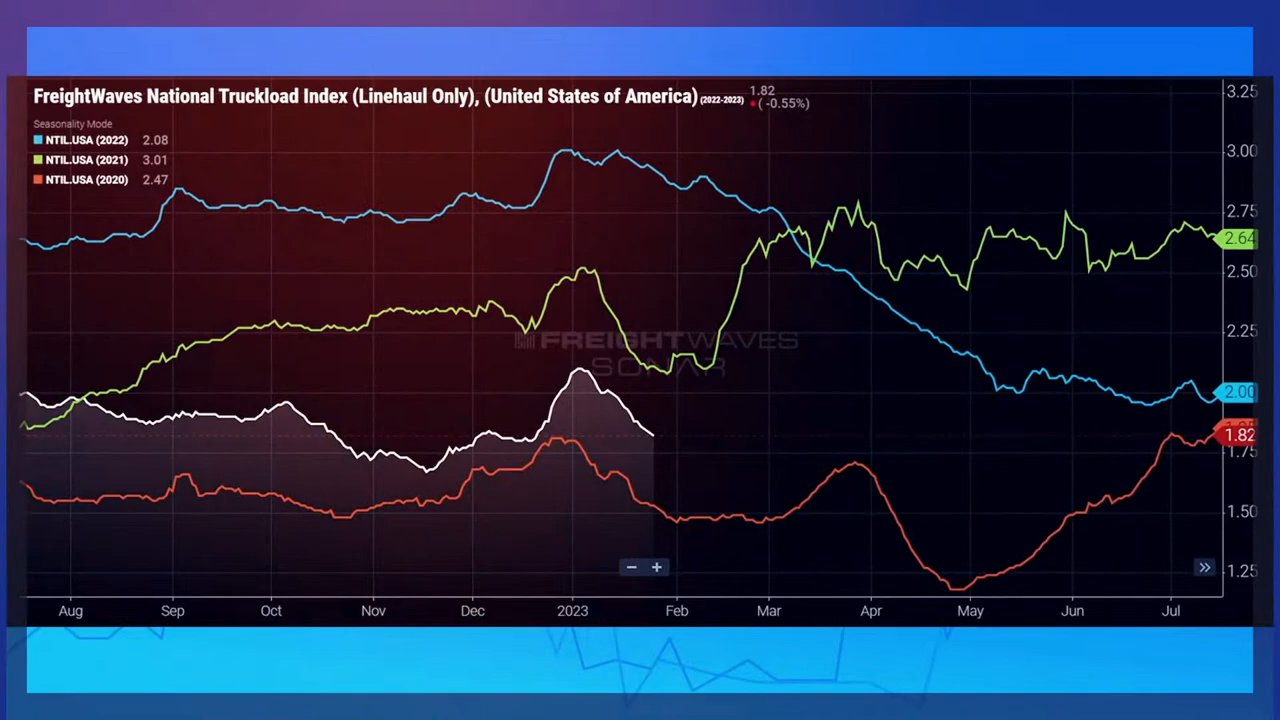 FreightWaves National Truckload Index (Linehaul Only), (United States of America) (2022-2023) 1.82 (-0.55%)
Seasonality Mode
NTIL.USA (2022) 2.08
NTIL.USA (2021) 3.01
NTIL.USA (2020) 2.47
3.25
3.00
2.75
2.64
2.50
2.25
2.00
1.82
1.75
1.50
1.25
FREIGHTWAVES
SONAR
− +
»
Aug Sep Oct Nov Dec 2023 Feb Mar Apr May Jun Jul